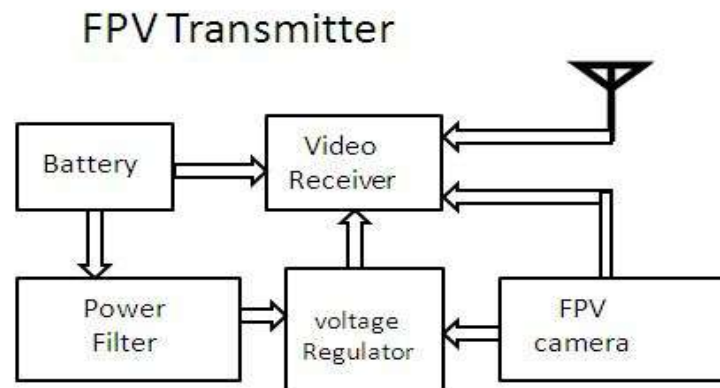 FPV Transmitter
Battery
Video
Receiver
Power
Filter
voltage
Regulator
FPV
camera